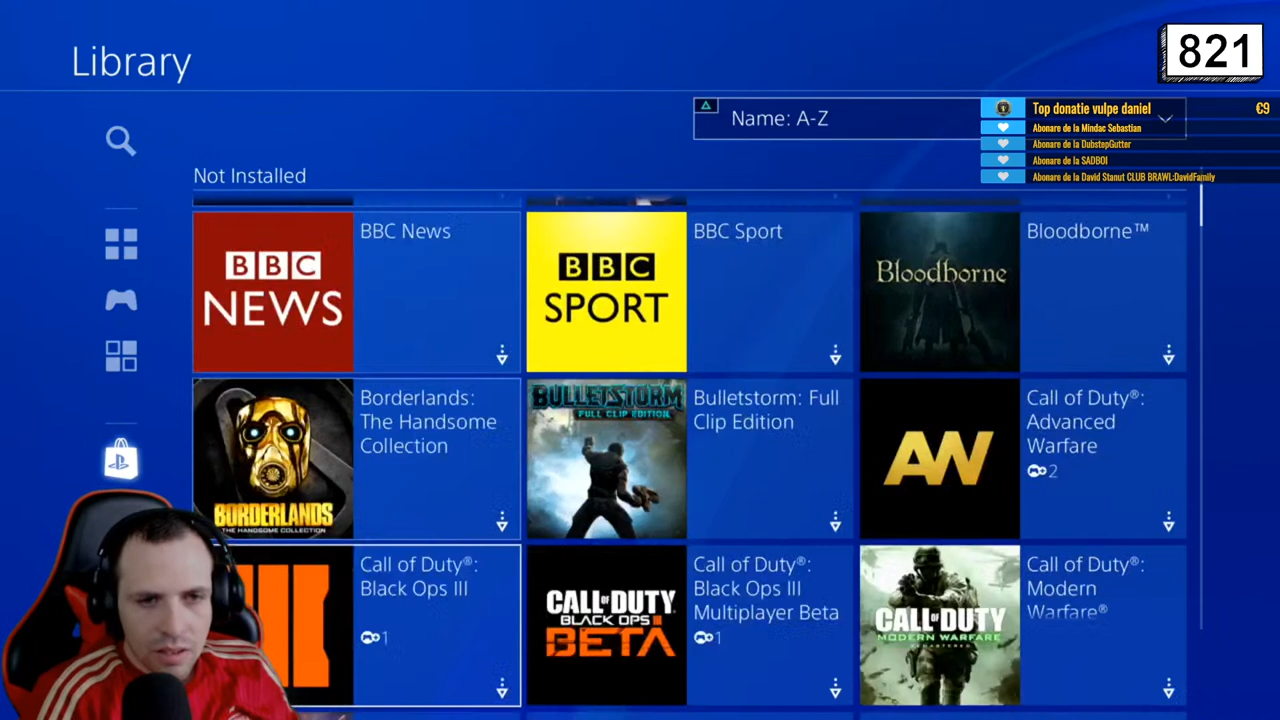 Library
821
Name: A-Z
Top donatie vulpe daniel €9
Abonare de la Mindac Sebastian
Abonare de la DubstepGutter
Abonare de la SADBOI
Abonare de la David Stanut CLUB BRAWL:DavidFamily
Not Installed
BBC
NEWS
BBC News
BBC
SPORT
BBC Sport
Bloodborne
Bloodborne™
BORDERLANDS
THE HANDSOME COLLECTION
Borderlands:
The Handsome
Collection
BULLETSTORM
FULL CLIP EDITION
Bulletstorm: Full
Clip Edition
AW
Call of Duty®:
Advanced
Warfare
2
III
Call of Duty®:
Black Ops III
1
CALL OF DUTY
BLACK OPS III
BETA
Call of Duty®:
Black Ops III
Multiplayer Beta
1
CALL OF DUTY
MODERN WARFARE
REMASTERED
Call of Duty®:
Modern
Warfare®